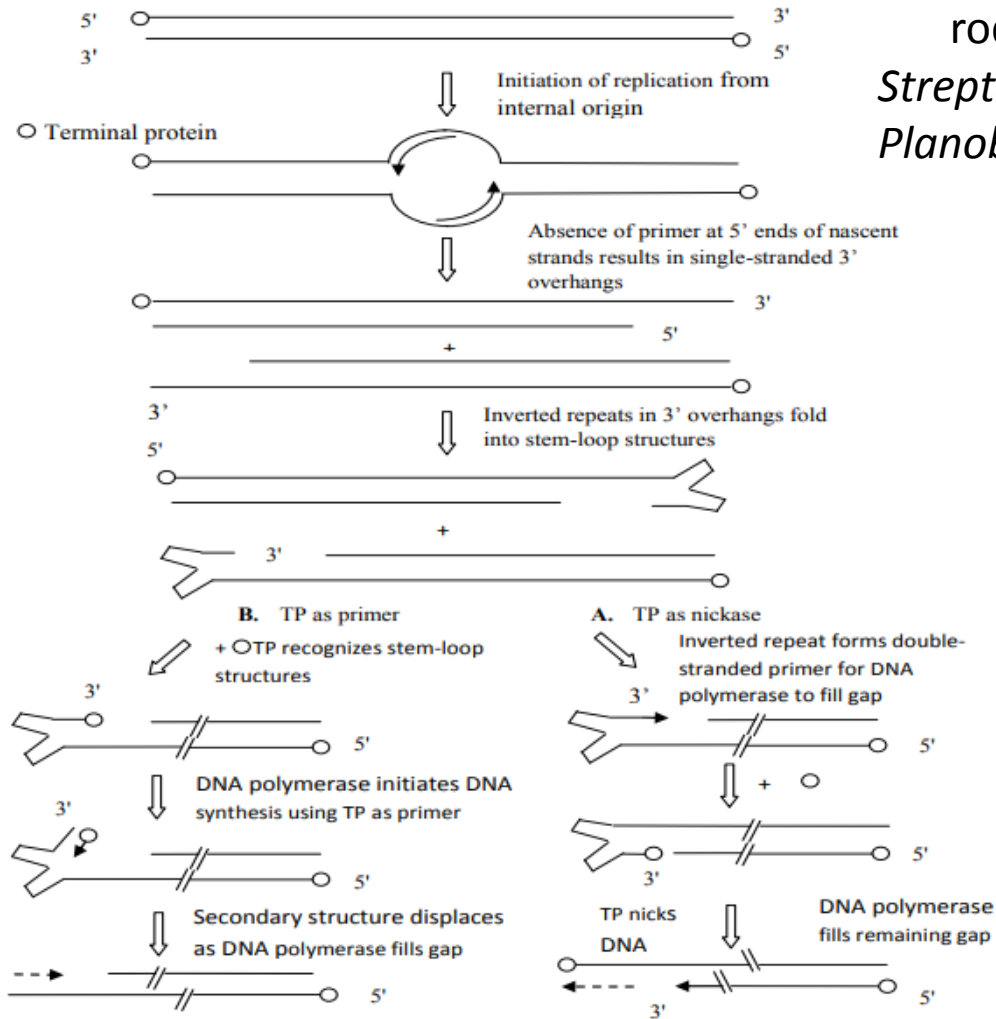 5' 3'
3' 5'
Initiation of replication from
internal origin
Terminal protein
Absence of primer at 5' ends of nascent
strands results in single-stranded 3'
overhangs
3'
5'
+
3’
Inverted repeats in 3' overhangs fold
into stem-loop structures
5'
+
3'
B. TP as primer
+ TP recognizes stem-loop
structures
3'
5'
DNA polymerase initiates DNA
synthesis using TP as primer
3'
5'
Secondary structure displaces
as DNA polymerase fills gap
5'
A. TP as nickase
Inverted repeat forms double-
stranded primer for DNA
polymerase to fill gap
3’
5'
+
5'
3'
TP nicks
DNA
DNA polymerase
fills remaining gap
3'
5'
Strept
Planob